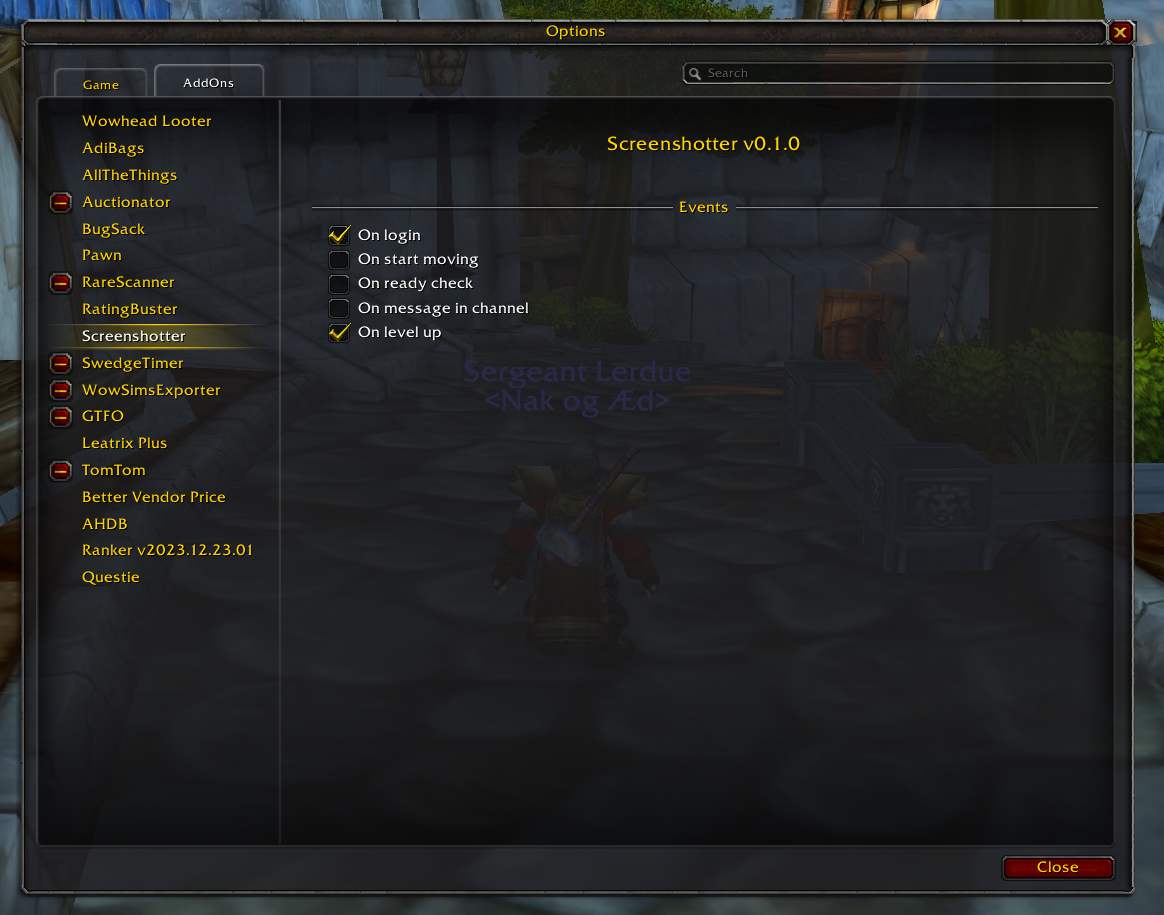 Options
Game
AddOns
Search
Wowhead Looter
AdiBags
AllTheThings
Auctionator
BugSack
Pawn
RareScanner
RatingBuster
Screenshotter
SwedgeTimer
WowSimsExporter
GTFO
Leatrix Plus
TomTom
Better Vendor Price
AHDB
Ranker v2023.12.23.01
Questie
Screenshotter v0.1.0
Events
On login
On start moving
On ready check
On message in channel
On level up
Sergeant Lerdue
<Nak og Æd>
Close